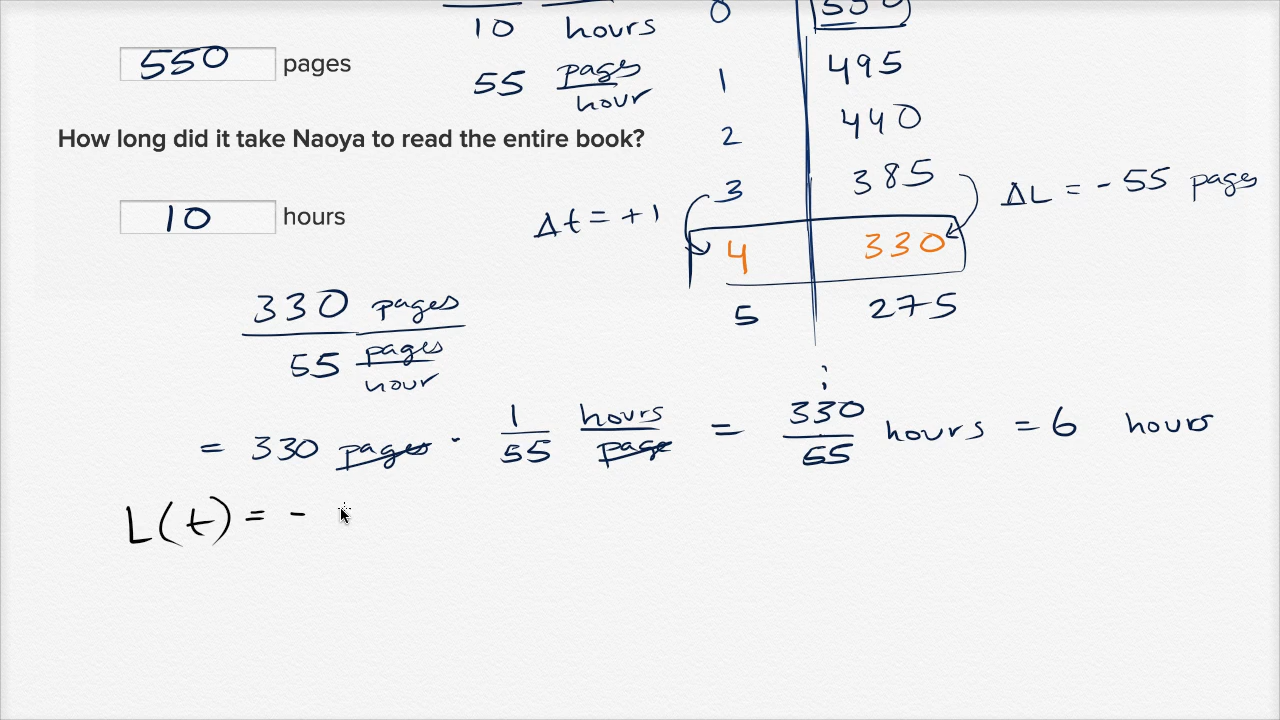 10 hours 0 550
550 pages
55 pages/hour 1 495
How long did it take Naoya to read the entire book? 2 440
3 385 ΔL = - 55 pages
10 hours Δt = +1
4 330
330 pages 5 275
55 pages/hour
= 330 pages · 1/55 hours/page = 330/55 hours = 6 hours
L(t) = -